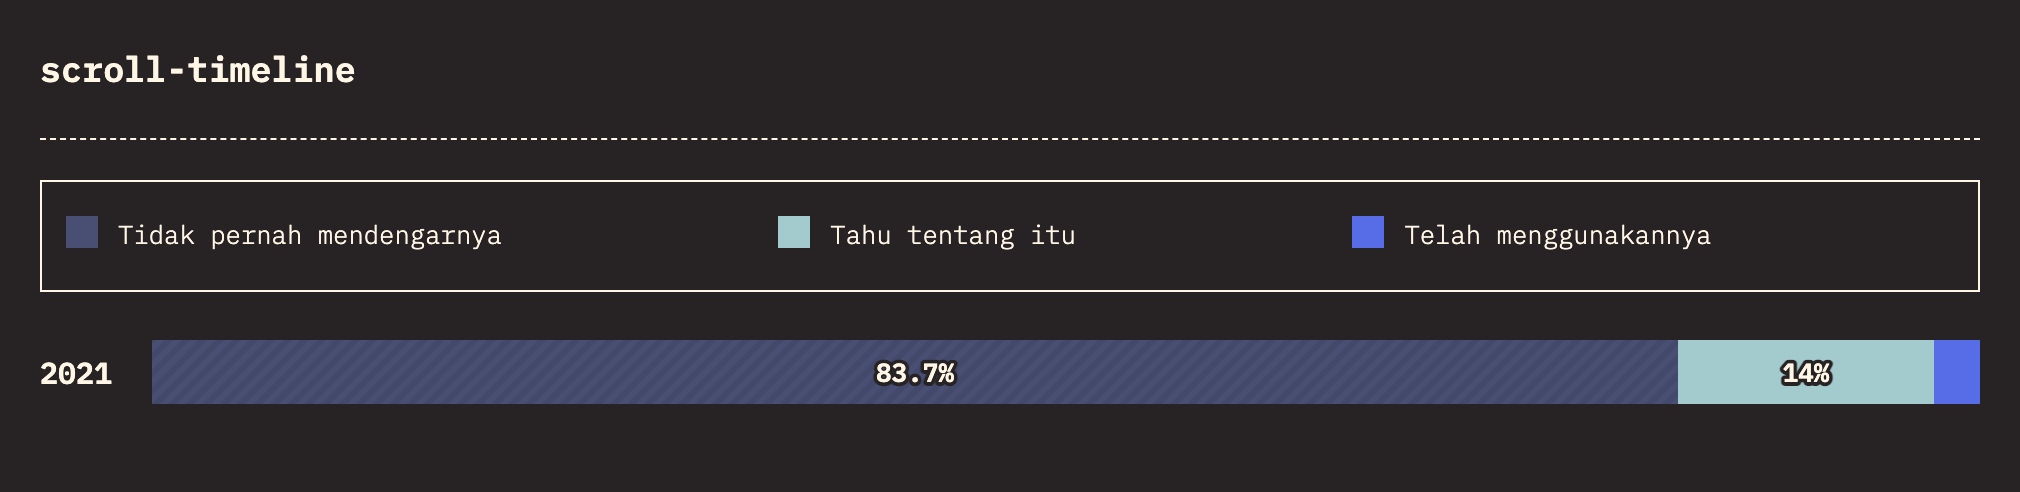 scroll-timeline
Tidak pernah mendengarnya
Tahu tentang itu
Telah menggunakannya
2021
83.7%
14%